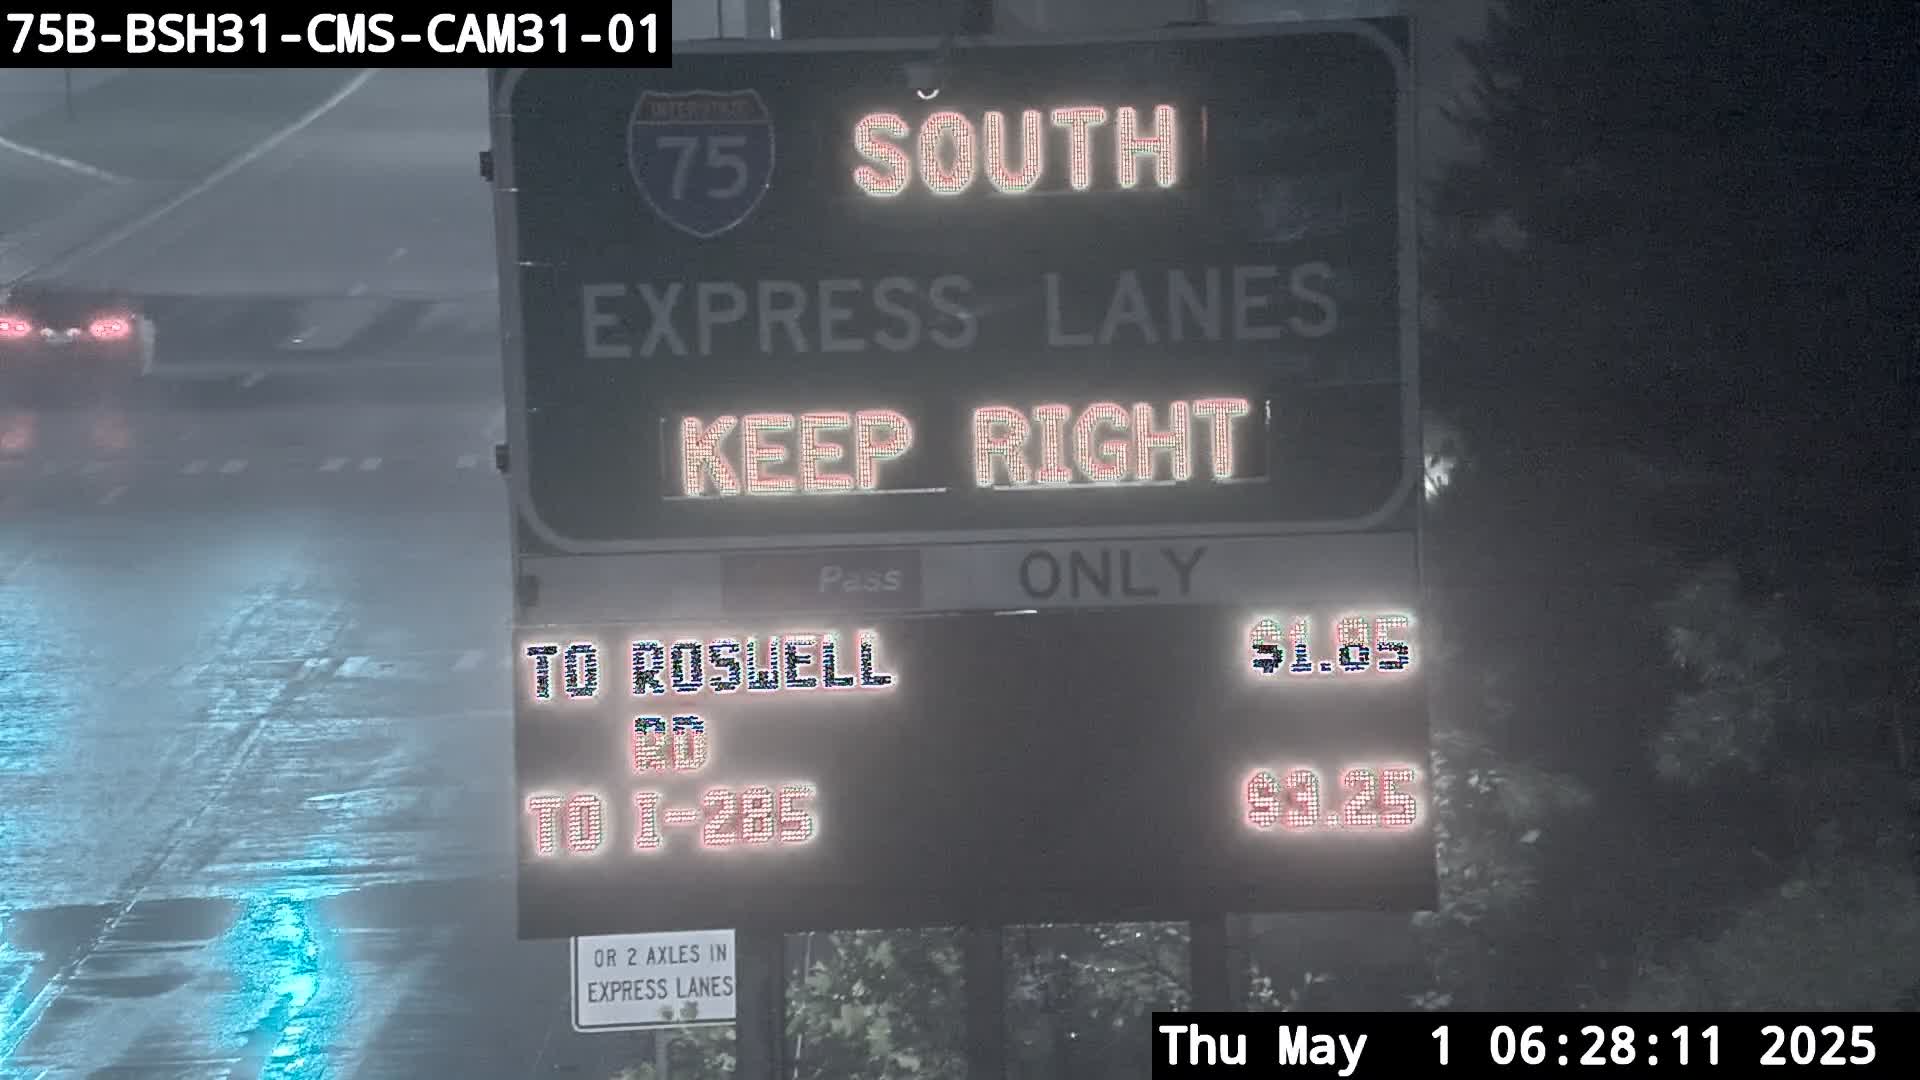 75B-BSH31-CMS-CAM31-01
INTERSTATE
75
SOUTH
EXPRESS LANES
KEEP RIGHT
Pass ONLY
TO ROSWELL $1.85
RD
TO I-285 $3.25
OR 2 AXLES IN
EXPRESS LANES
Thu May 1 06:28:11 2025